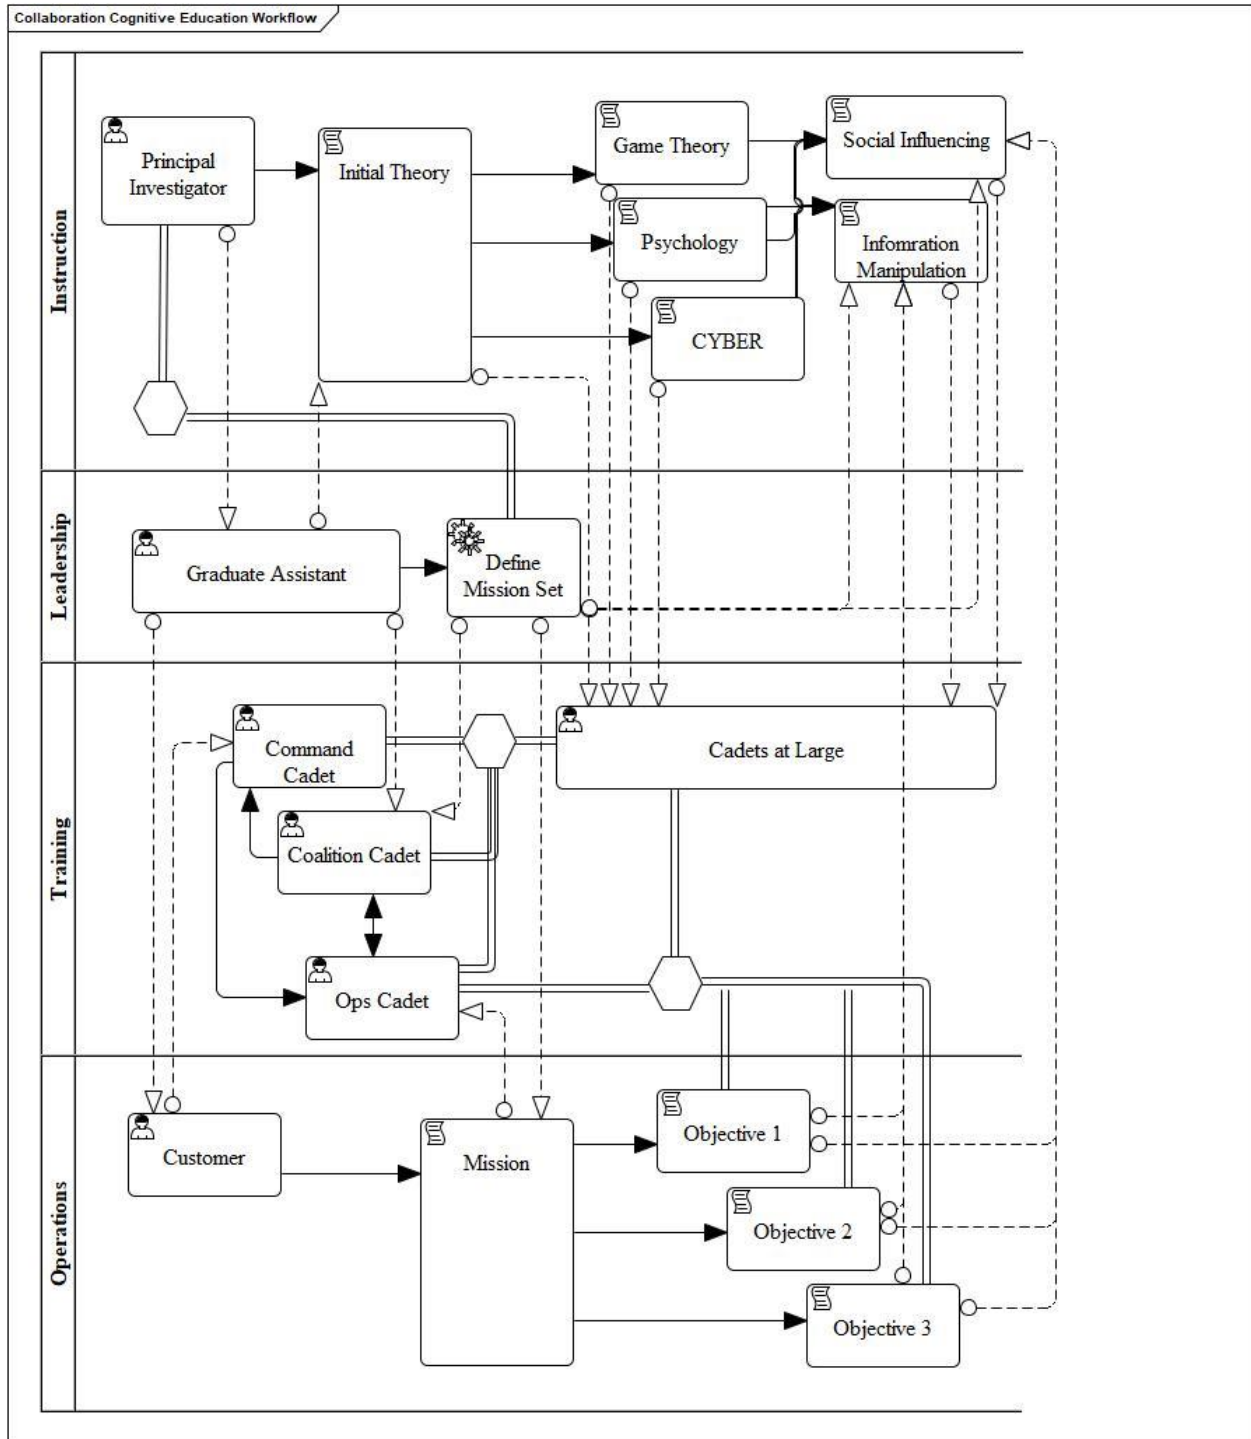 Collaboration Cognitive Education Workflow
Instruction
Principal
Investigator
Initial Theory
Game Theory
Social Influencing
Psychology
Infomration
Manipulation
CYBER
Leadership
Graduate Assistant
Define
Mission Set
Training
Command
Cadet
Cadets at Large
Coalition Cadet
Ops Cadet
Operations
Customer
Mission
Objective 1
Objective 2
Objective 3